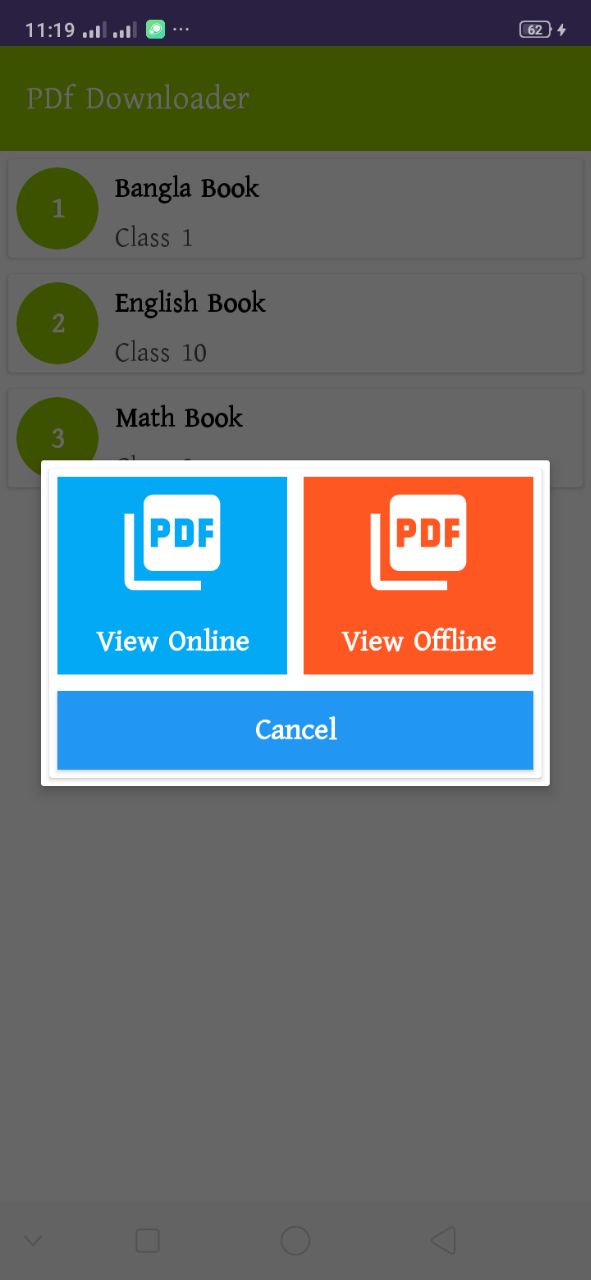 11:19
62
PDf Downloader
1
Bangla Book
Class 1
2
English Book
Class 10
3
Math Book
PDF
PDF
View Online
View Offline
Cancel